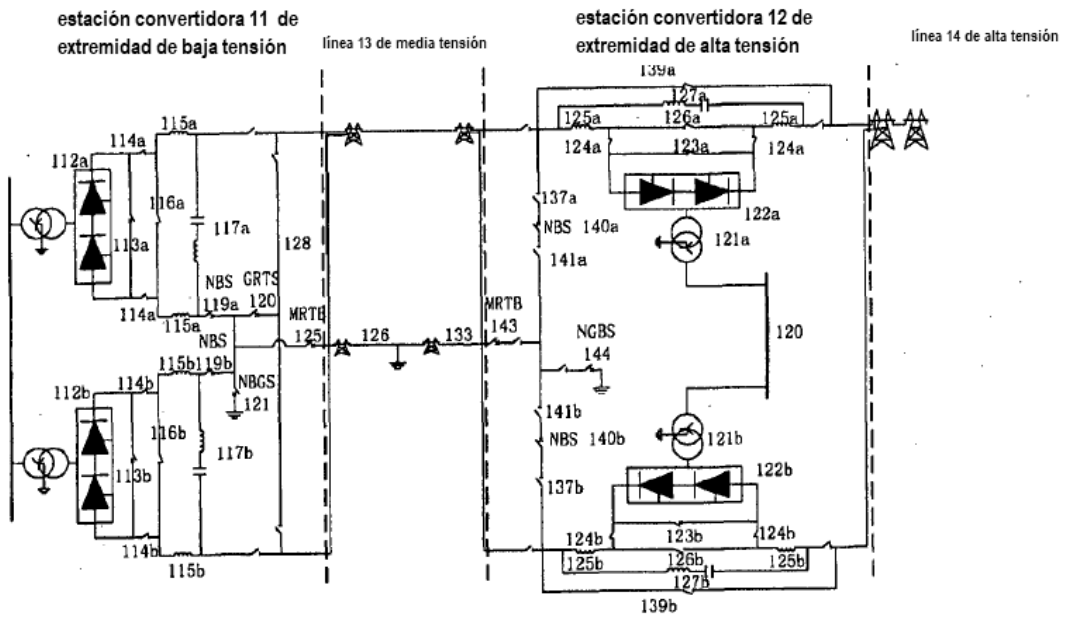 estación convertidora 11 de
extremidad de baja tensión
línea 13 de media tensión
estación convertidora 12 de
extremidad de alta tensión
línea 14 de alta tensión
139a
127a
115a
125a
126a
125a
114a
124a
123a
124a
112a
116a
137a
122a
117a
NBS 140a
113a
128
121a
141a
NBS GRTS
119a
120
114a
115a
MRTB
MRTB
125
126
133
143
NGBS
NBS
144
120
115b
119b
114b
NBGS
112b
121
141b
116b
NBS 140b
121b
117b
122b
113b
137b
123b
124b
124b
114b
125b
126b
125b
115b
127b
139b